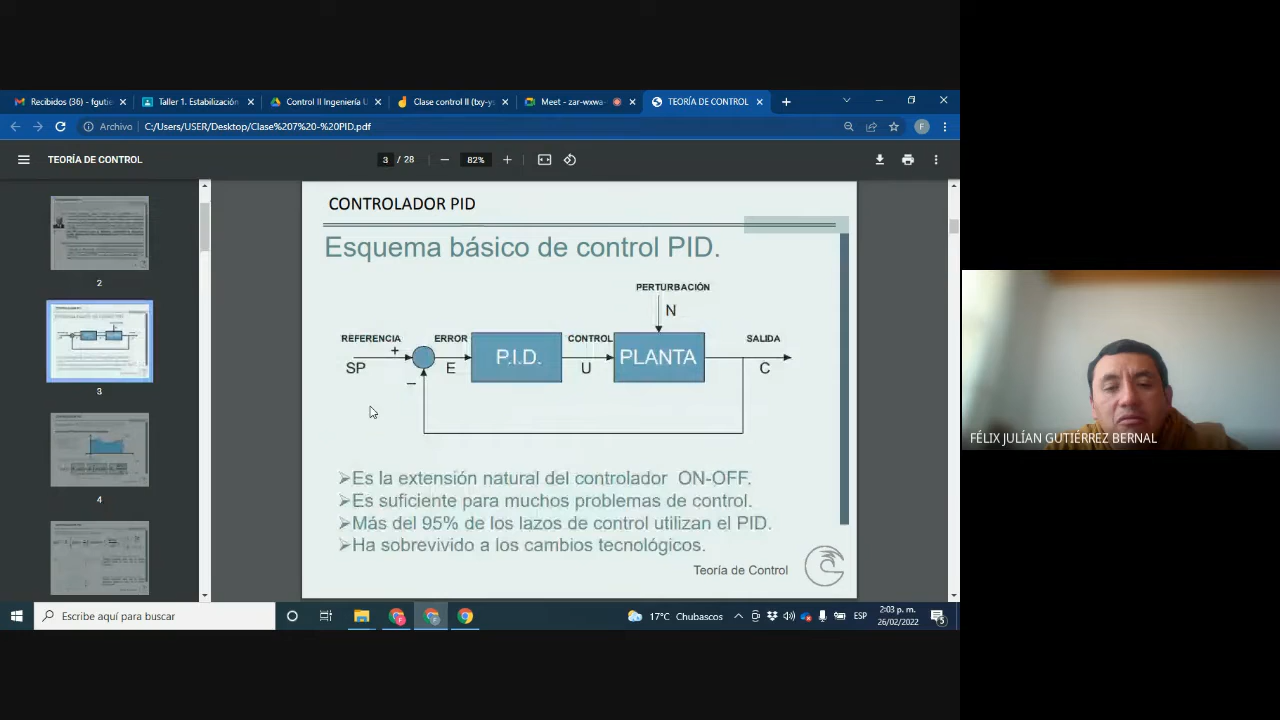 Recibidos (36) - fgutie
Taller 1. Estabilización
Control II Ingeniería U
Clase control II (txy-yz
Meet - zar-wxwa-
TEORÍA DE CONTROL
Archivo
C:/Users/USER/Desktop/Clase%207%20-%20PID.pdf
F
TEORÍA DE CONTROL
3 / 28
82%
2
3
4
CONTROLADOR PID
Esquema básico de control PID.
PERTURBACIÓN
N
REFERENCIA
ERROR
CONTROL
SALIDA
+
P.I.D.
PLANTA
SP
E
U
C
−
➢Es la extensión natural del controlador ON-OFF.
➢Es suficiente para muchos problemas de control.
➢Más del 95% de los lazos de control utilizan el PID.
➢Ha sobrevivido a los cambios tecnológicos.
Teoría de Control
FÉLIX JULIÁN GUTIÉRREZ BERNAL
Escribe aquí para buscar
17°C Chubascos
ESP
2:03 p. m.
26/02/2022
5